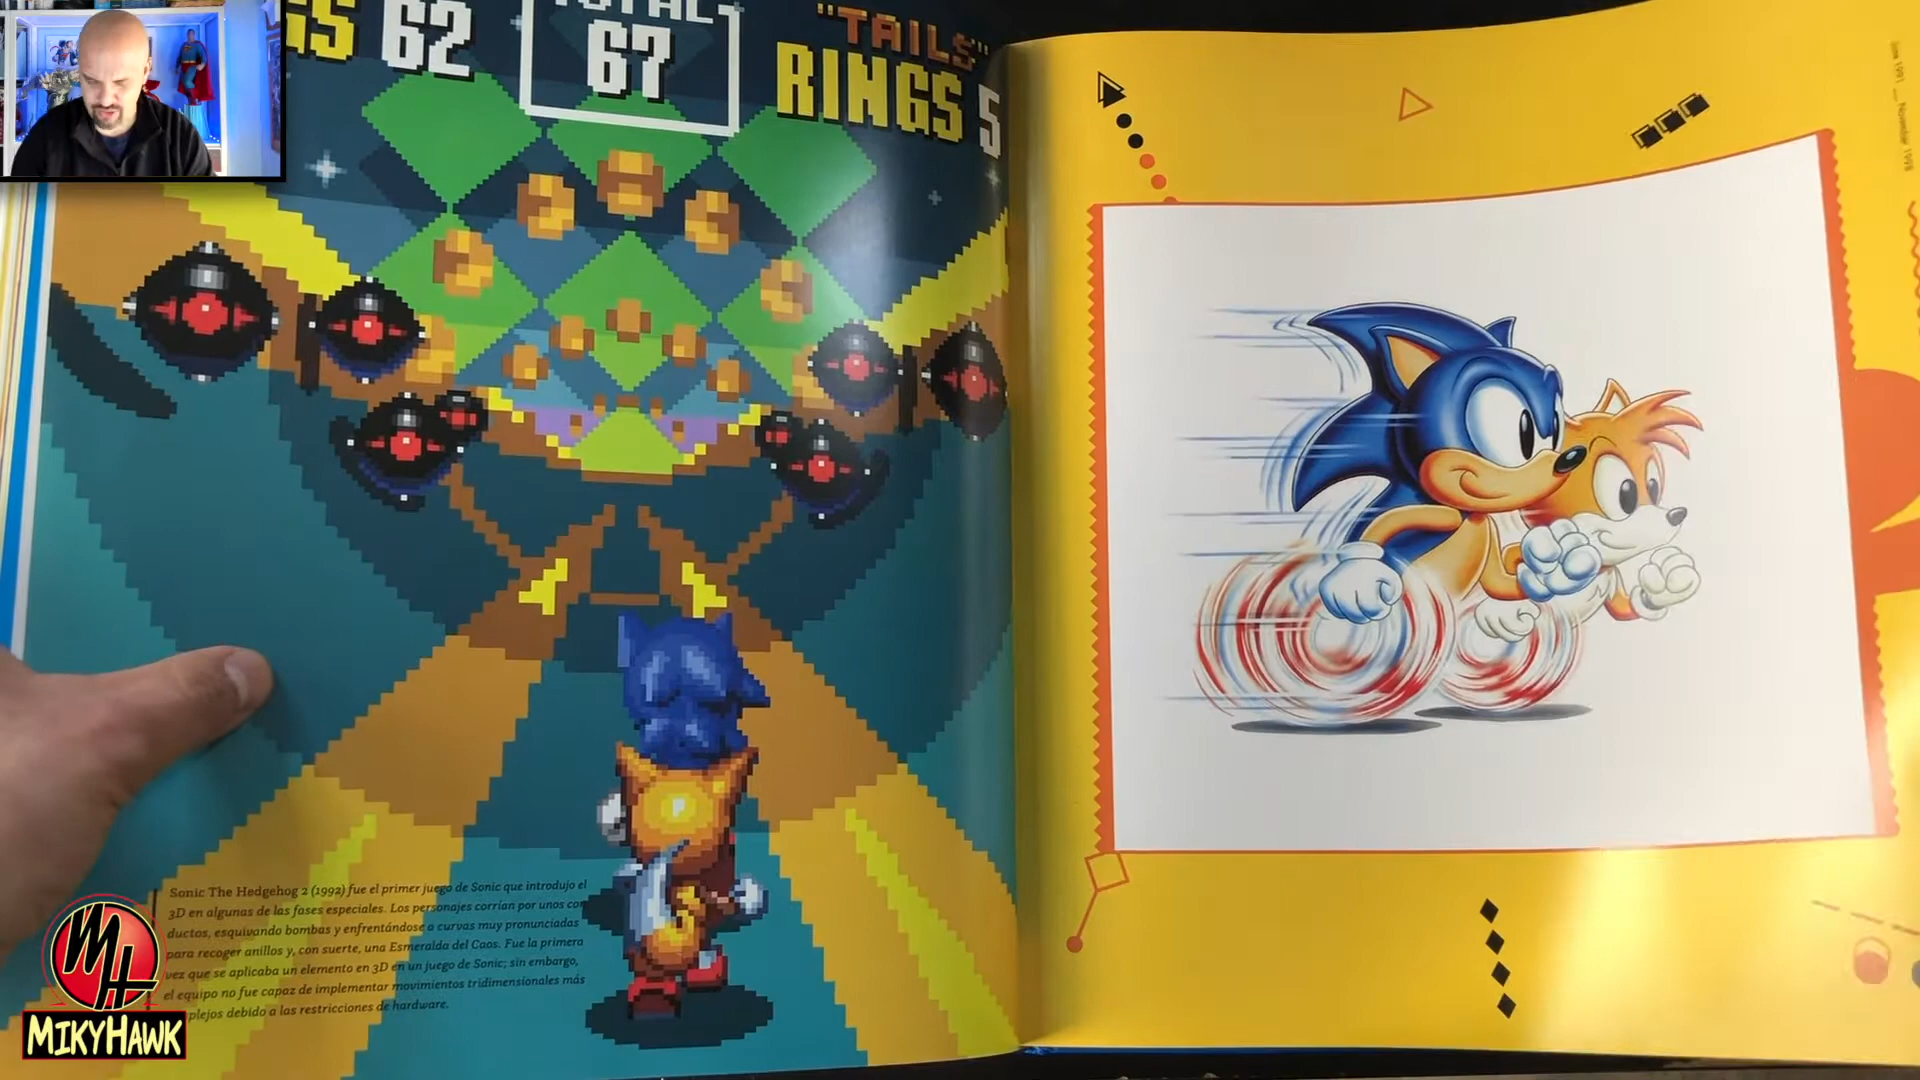 GS 62
TOTAL
67
"TAILS"
RINGS 5
Sonic The Hedgehog 2 (1992) fue el primer juego de Sonic que introdujo el
3D en algunas de las fases especiales. Los personajes corrían por unos con
ductos, esquivando bombas y enfrentándose a curvas muy pronunciadas
para recoger anillos y, con suerte, una Esmeralda del Caos. Fue la primera
vez que se aplicaba un elemento en 3D en un juego de Sonic; sin embargo,
el equipo no fue capaz de implementar movimientos tridimensionales más
plejos debido a las restricciones de hardware.
MH
MIKYHAWK